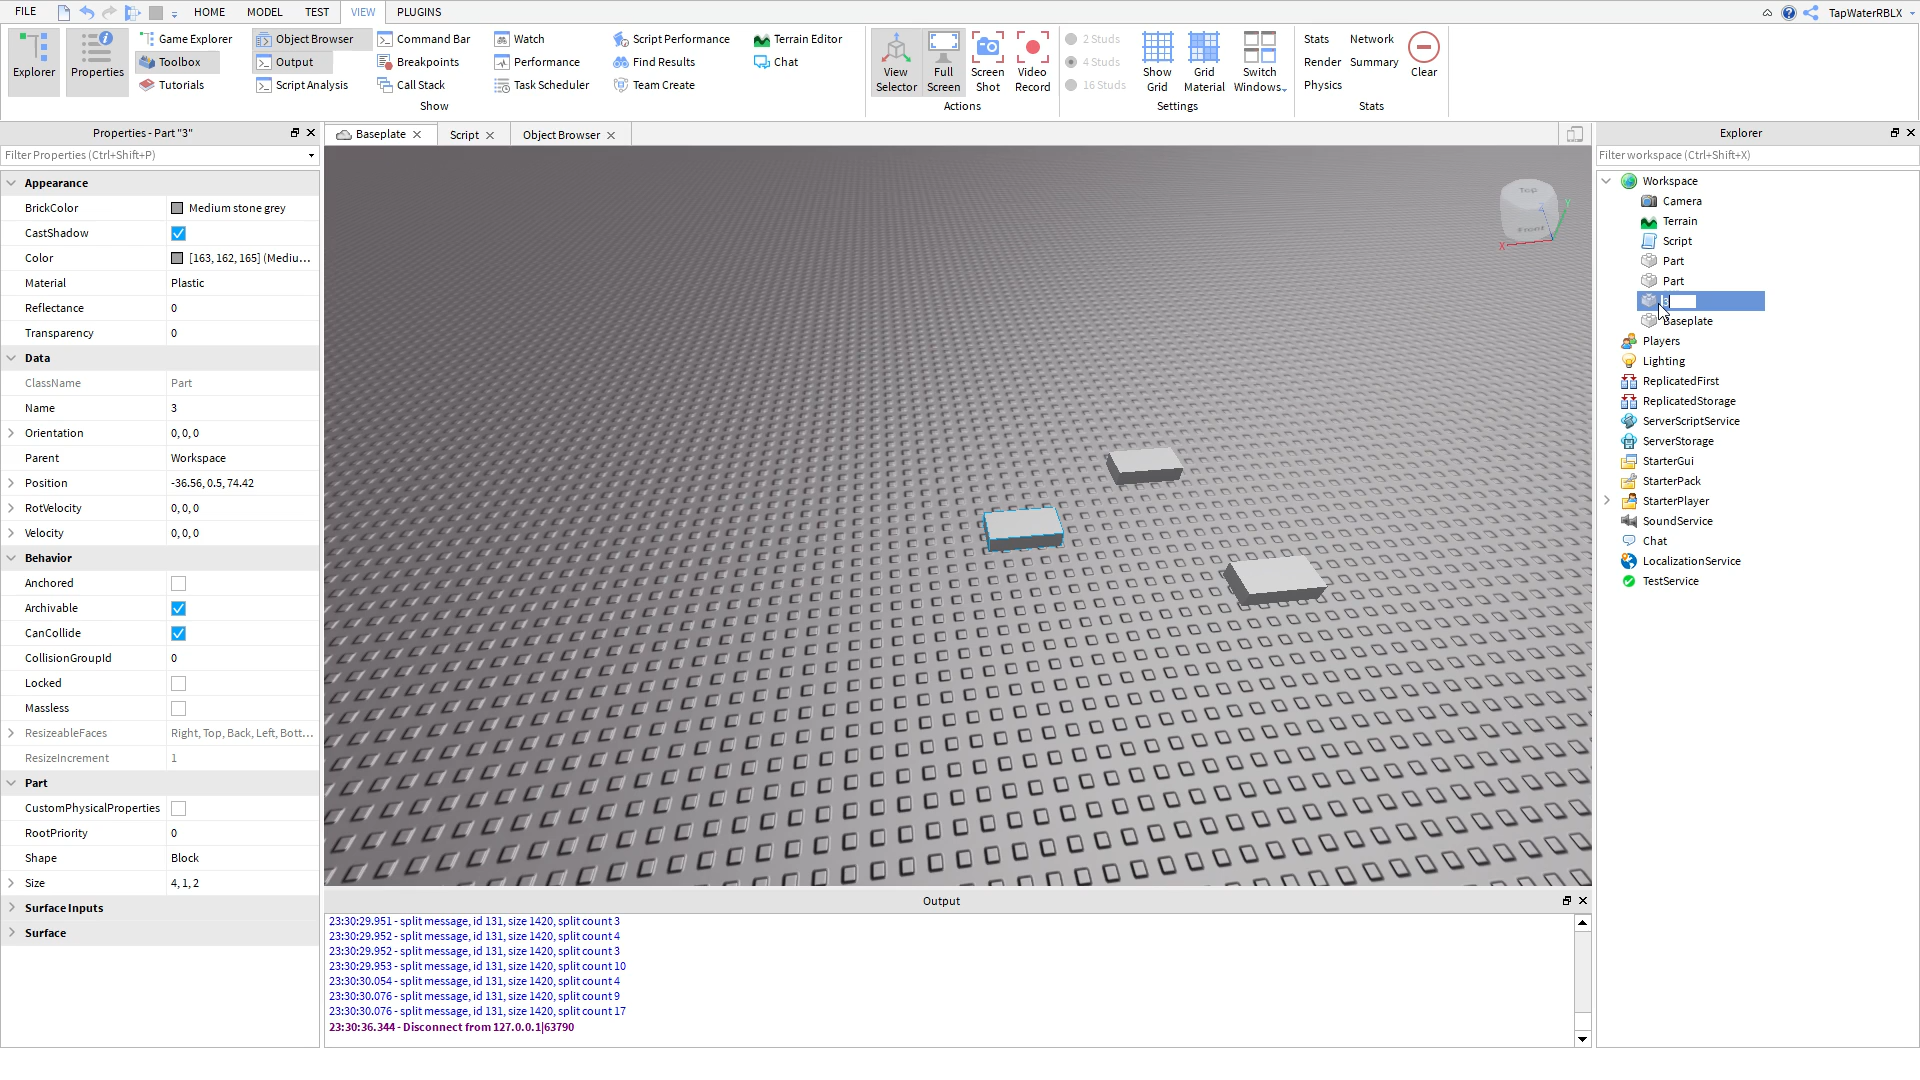 FILE
HOME
MODEL
TEST
VIEW
PLUGINS
TapWaterRBLX
Explorer
Properties
Game Explorer
Toolbox
Tutorials
Object Browser
Output
Script Analysis
Command Bar
Breakpoints
Call Stack
Watch
Performance
Task Scheduler
Script Performance
Find Results
Team Create
Terrain Editor
Chat
Show
View
Selector
Full
Screen
Screen
Shot
Video
Record
Actions
2 Studs
4 Studs
16 Studs
Show
Grid
Grid
Material
Switch
Windows
Settings
Stats
Network
Render
Summary
Physics
Clear
Stats
Properties - Part "3"
Filter Properties (Ctrl+Shift+P)
Appearance
BrickColor Medium stone grey
CastShadow
Color [163, 162, 165] (Mediu...
Material Plastic
Reflectance 0
Transparency 0
Data
ClassName Part
Name 3
Orientation 0, 0, 0
Parent Workspace
Position -36.56, 0.5, 74.42
RotVelocity 0, 0, 0
Velocity 0, 0, 0
Behavior
Anchored
Archivable
CanCollide
CollisionGroupId 0
Locked
Massless
ResizeableFaces Right, Top, Back, Left, Bott...
ResizeIncrement 1
Part
CustomPhysicalProperties
RootPriority 0
Shape Block
Size 4, 1, 2
Surface Inputs
Surface
Baseplate
Script
Object Browser
Top
Front
X
Y
Z
Output
23:30:29.951 - split message, id 131, size 1420, split count 3
23:30:29.952 - split message, id 131, size 1420, split count 4
23:30:29.952 - split message, id 131, size 1420, split count 3
23:30:29.953 - split message, id 131, size 1420, split count 10
23:30:30.054 - split message, id 131, size 1420, split count 4
23:30:30.076 - split message, id 131, size 1420, split count 9
23:30:30.076 - split message, id 131, size 1420, split count 17
23:30:36.344 - Disconnect from 127.0.0.1|63790
Explorer
Filter workspace (Ctrl+Shift+X)
Workspace
Camera
Terrain
Script
Part
Part
3
Baseplate
Players
Lighting
ReplicatedFirst
ReplicatedStorage
ServerScriptService
ServerStorage
StarterGui
StarterPack
StarterPlayer
SoundService
Chat
LocalizationService
TestService